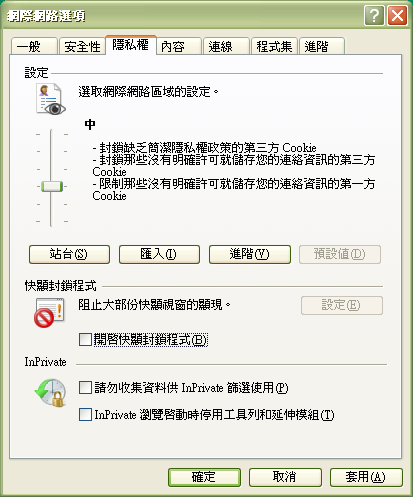 網際網路選項
一般 安全性 隱私權 內容 連線 程式集 進階
設定
選取網際網路區域的設定。
中
- 封鎖缺乏簡潔隱私權政策的第三方 Cookie
- 封鎖那些沒有明確許可就儲存您的連絡資訊的第三方
Cookie
- 限制那些沒有明確許可就儲存您的連絡資訊的第一方
Cookie
站台(S) 匯入(I) 進階(V) 預設值(D)
快顯封鎖程式
阻止大部份快顯視窗的顯現。 設定(E)
開啓快顯封鎖程式(B)
InPrivate
請勿收集資料供 InPrivate 篩選使用(P)
InPrivate 瀏覽啓動時停用工具列和延伸模組(T)
確定 取消 套用(A)